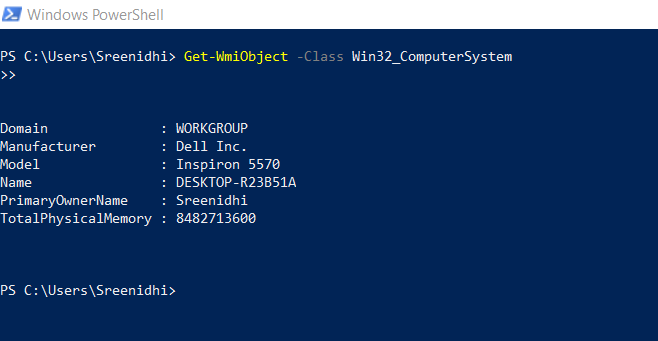 Windows PowerShell
PS C:\Users\Sreenidhi> Get-WmiObject -Class Win32_ComputerSystem
>>
Domain               : WORKGROUP
Manufacturer         : Dell Inc.
Model                : Inspiron 5570
Name                 : DESKTOP-R23B51A
PrimaryOwnerName     : Sreenidhi
TotalPhysicalMemory : 8482713600
PS C:\Users\Sreenidhi>